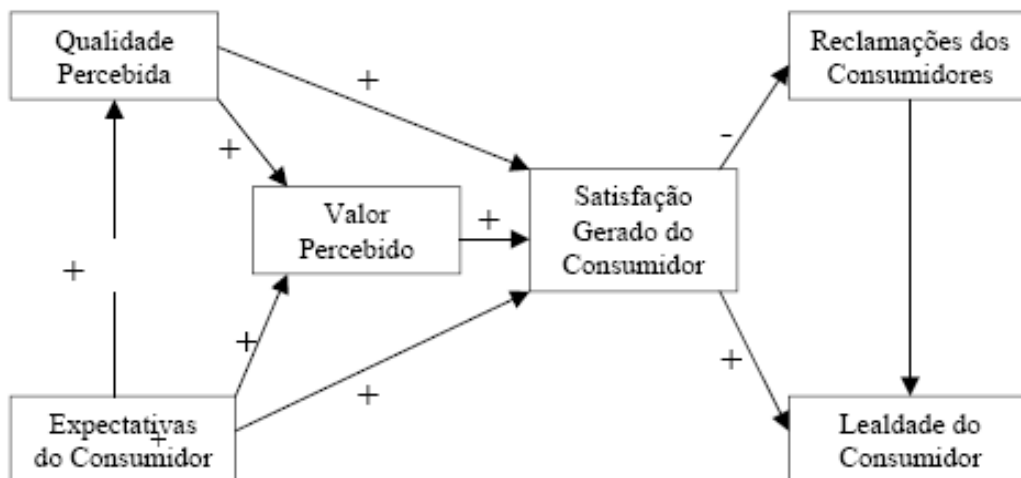 Qualidade
Percebida
Reclamações dos
Consumidores
+
+
-
Valor
Percebido
+
Satisfação
Gerado do
Consumidor
+
+
+
+
Expectativas
+
do Consumidor
Lealdade do
Consumidor